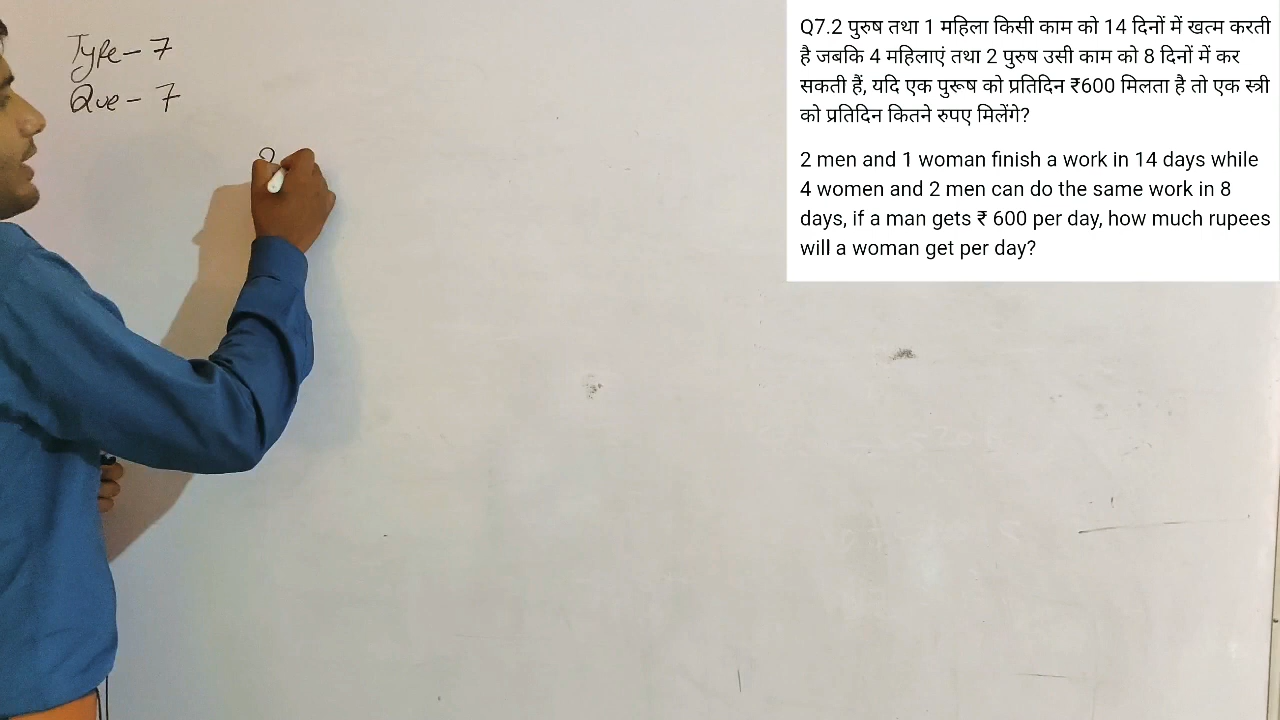 Type - 7
Que - 7
2
Q7.2 पुरुष तथा 1 महिला किसी काम को 14 दिनों में खत्म करती
है जबकि 4 महिलाएं तथा 2 पुरुष उसी काम को 8 दिनों में कर
सकती हैं, यदि एक पुरूष को प्रतिदिन ₹600 मिलता है तो एक स्त्री
को प्रतिदिन कितने रुपए मिलेंगे?
2 men and 1 woman finish a work in 14 days while
4 women and 2 men can do the same work in 8
days, if a man gets ₹ 600 per day, how much rupees
will a woman get per day?